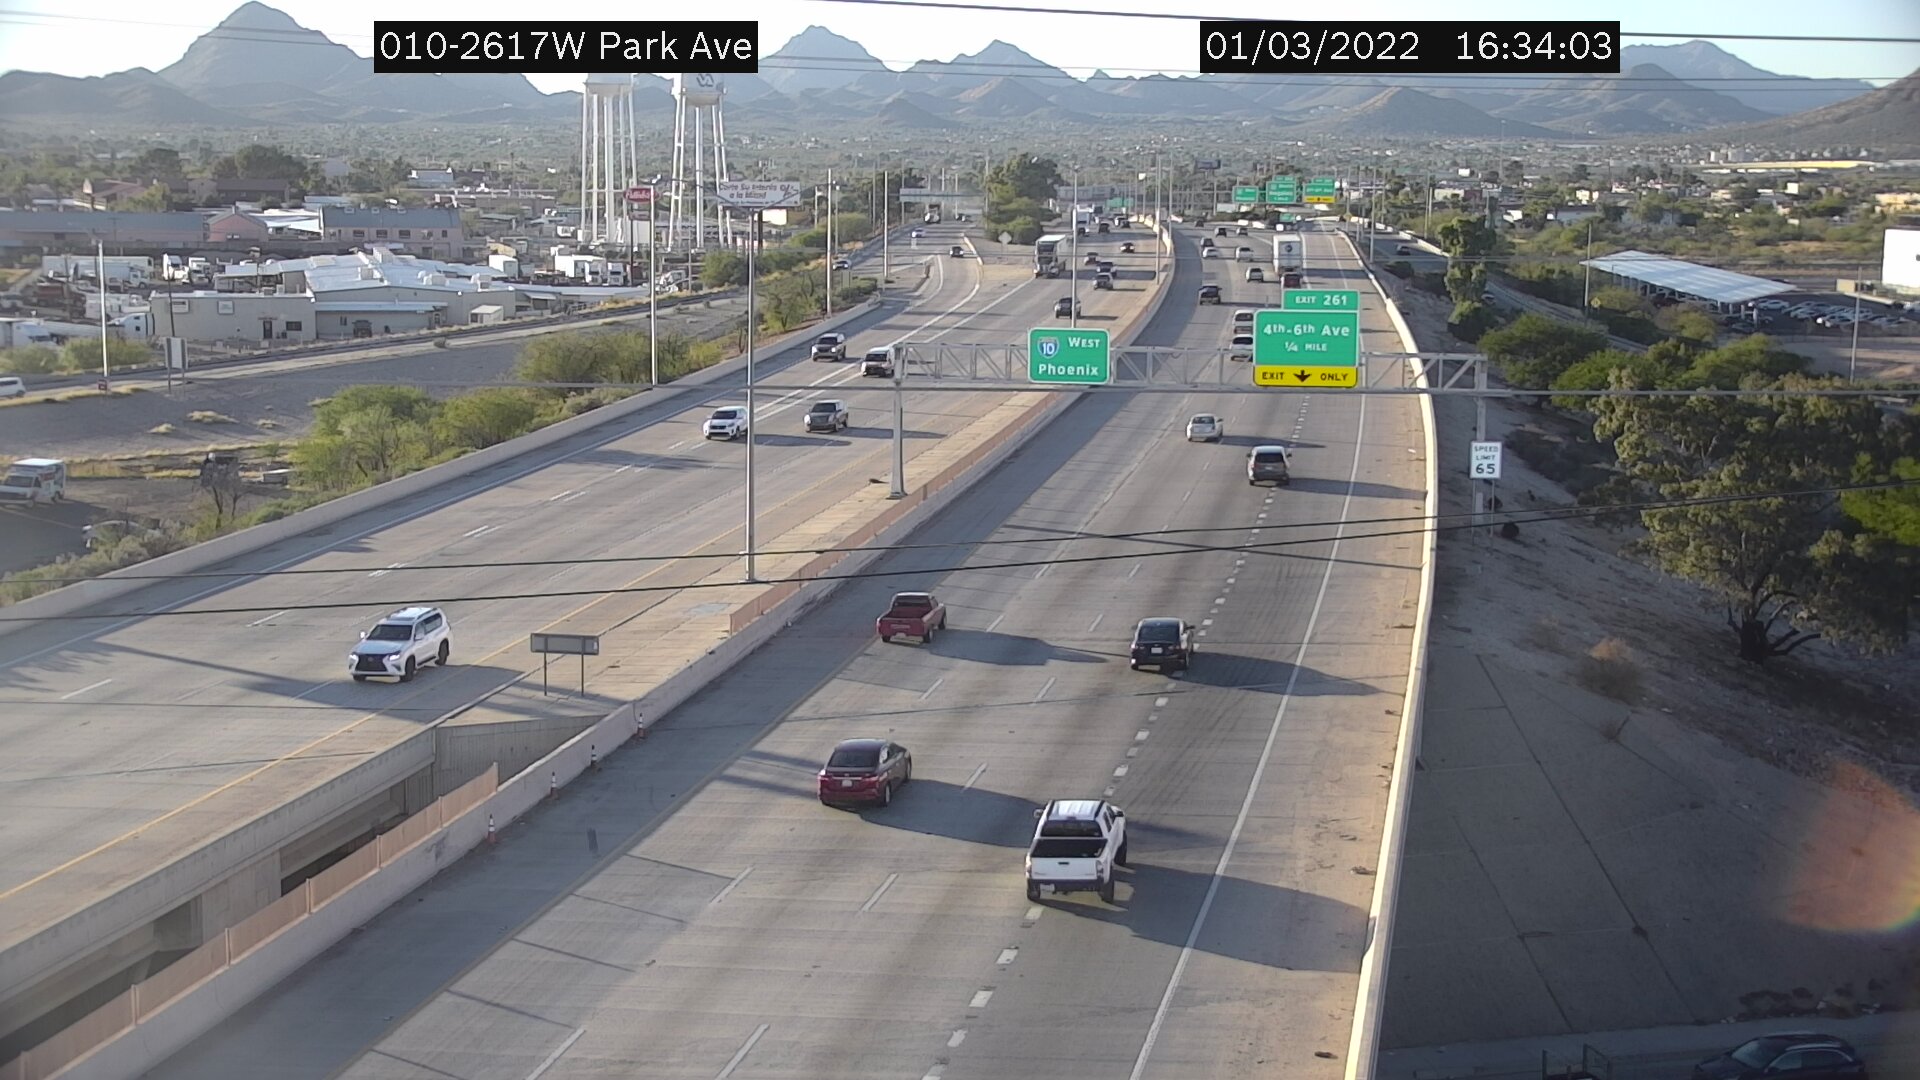 010-2617W Park Ave
01/03/2022 16:34:03
EXIT 261
4th-6th Ave
¼ MILE
EXIT ONLY
10 WEST
Phoenix
SPEED
LIMIT
65